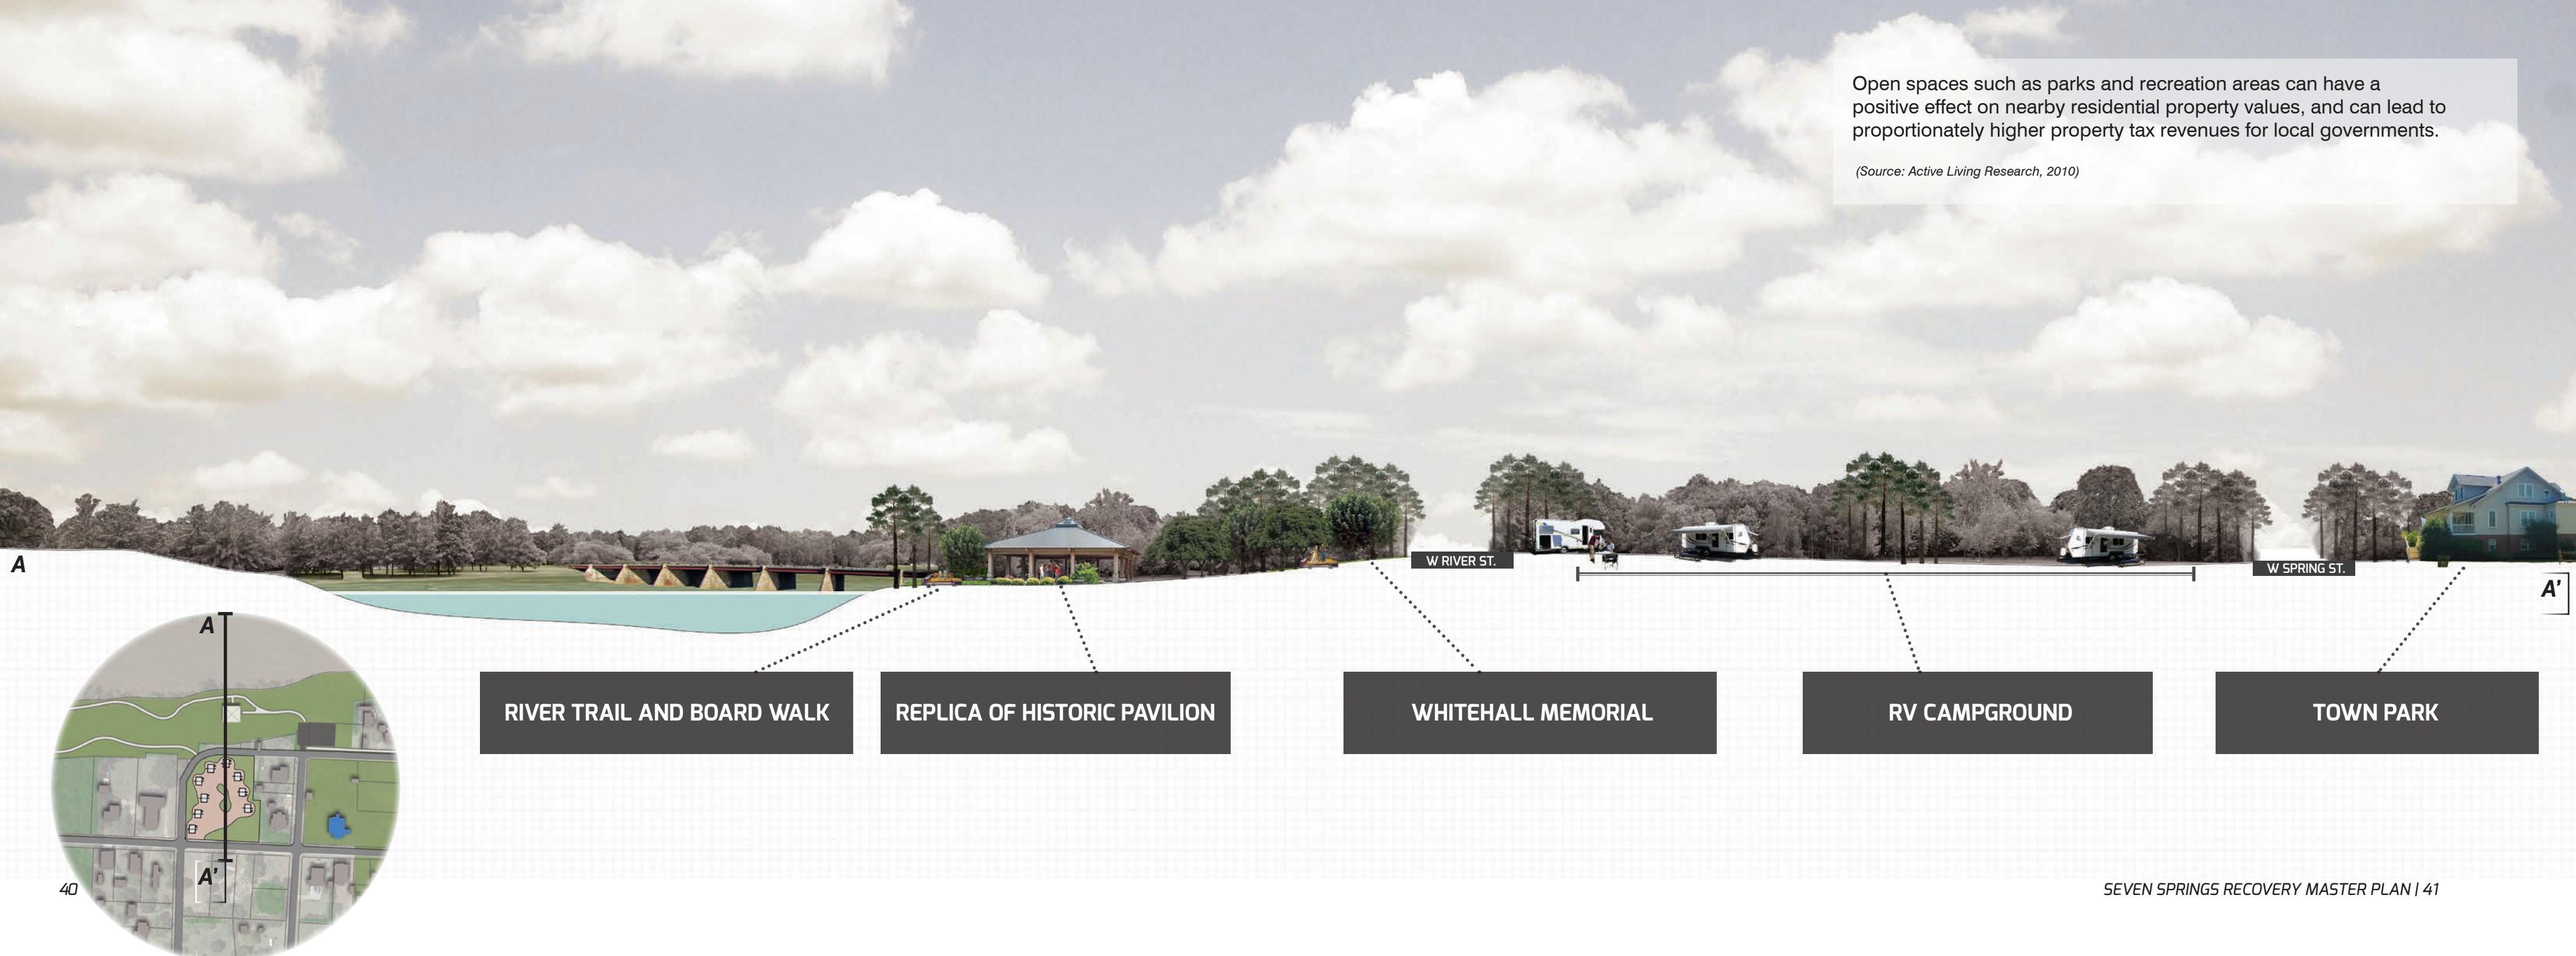 Open spaces such as parks and recreation areas can have a
positive effect on nearby residential property values, and can lead to
proportionately higher property tax revenues for local governments.
(Source: Active Living Research, 2010)
A
W RIVER ST.
W SPRING ST.
A'
A
RIVER TRAIL AND BOARD WALK
REPLICA OF HISTORIC PAVILION
WHITEHALL MEMORIAL
RV CAMPGROUND
TOWN PARK
A'
40
SEVEN SPRINGS RECOVERY MASTER PLAN | 41